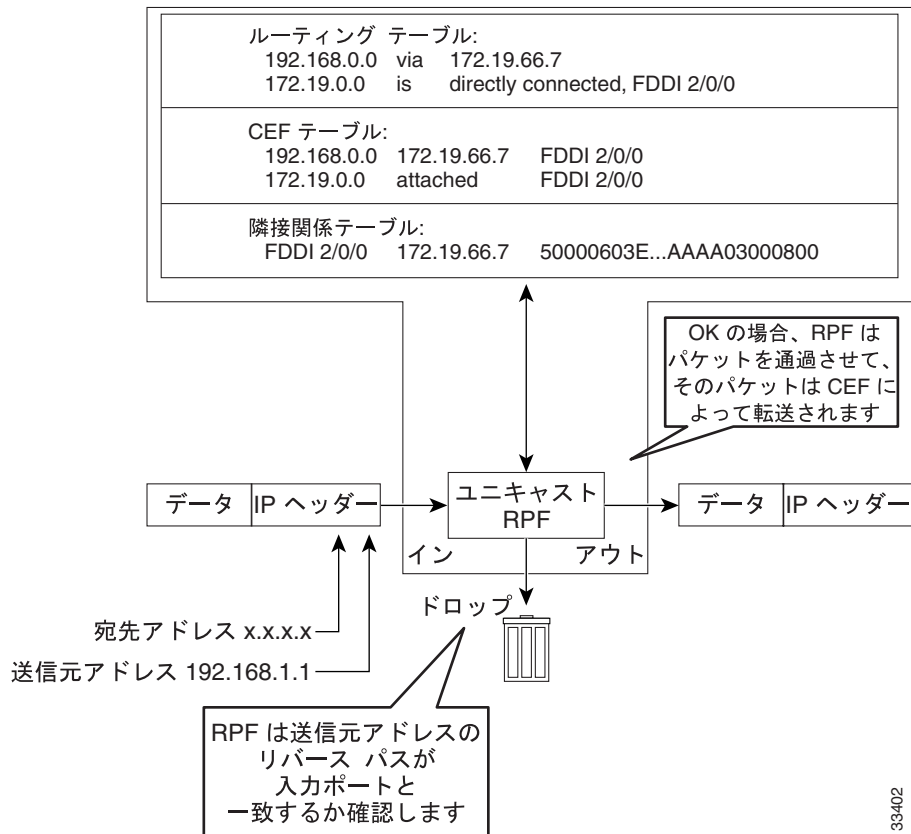 ルーティング テーブル:
192.168.0.0 via 172.19.66.7
172.19.0.0 is directly connected, FDDI 2/0/0
CEF テーブル:
192.168.0.0 172.19.66.7 FDDI 2/0/0
172.19.0.0 attached FDDI 2/0/0
隣接関係テーブル:
FDDI 2/0/0 172.19.66.7 50000603E...AAAA03000800
OK の場合、RPF は
パケットを通過させて、
そのパケットは CEF に
よって転送されます
データ IP ヘッダー
ユニキャスト
RPF
データ IP ヘッダー
イン アウト
ドロップ
宛先アドレス x.x.x.x
送信元アドレス 192.168.1.1
RPF は送信元アドレスの
リバース パスが
入力ポートと
一致するか確認します
33402